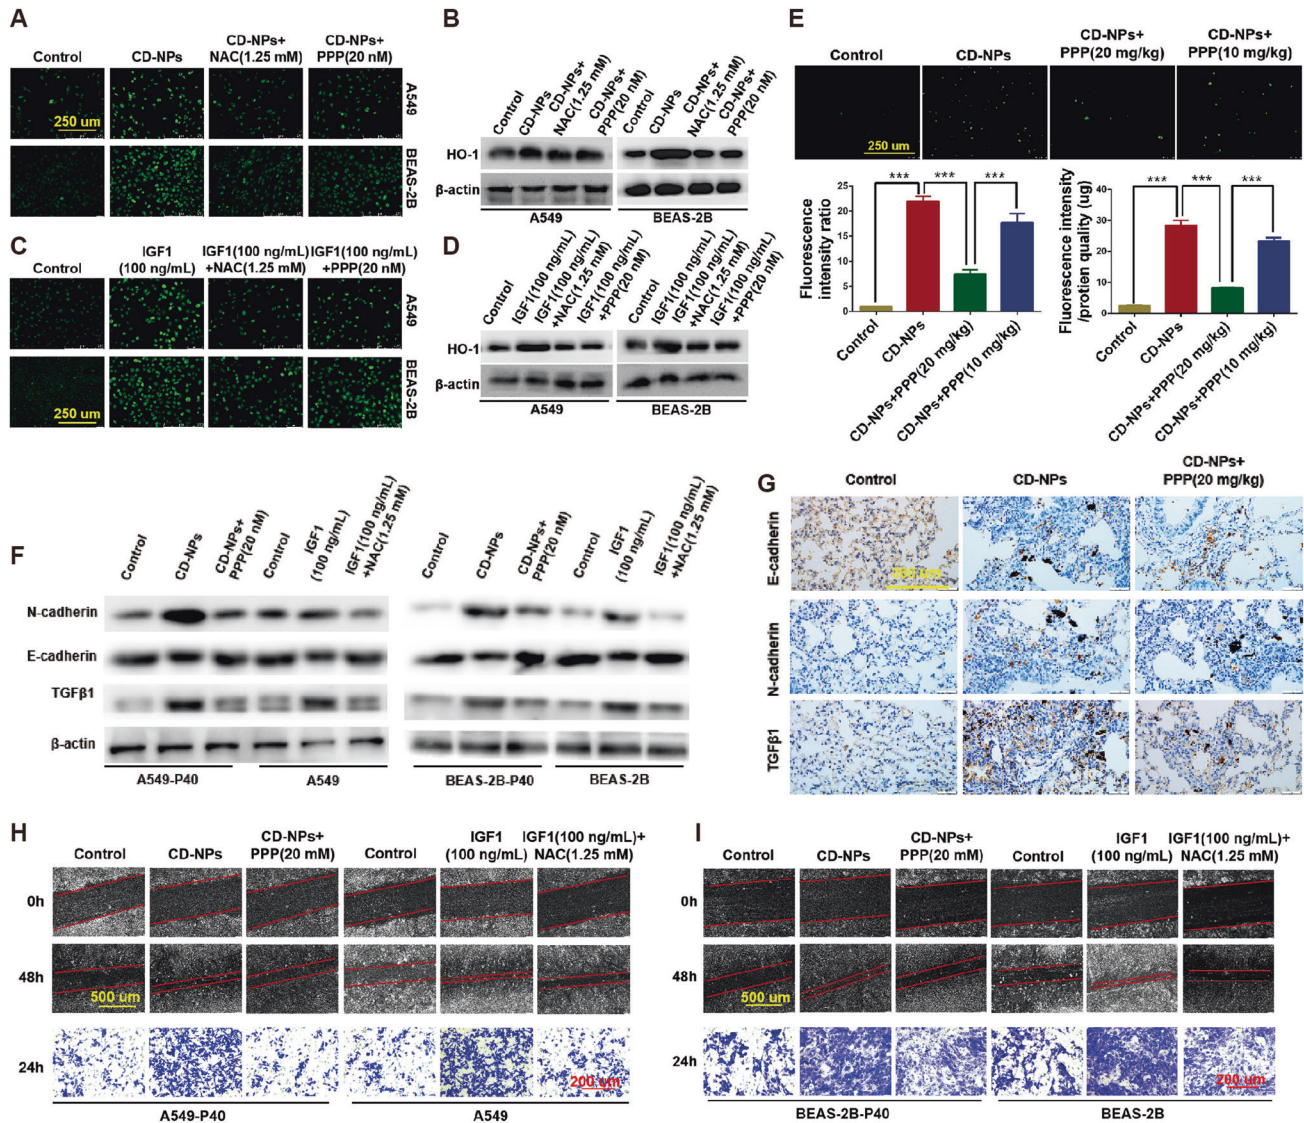 A
Control
CD-NPs
CD-NPs+
NAC(1.25 mM)
CD-NPs+
PPP(20 nM)
A549
250 um
BEAS-2B
B
Control
CD-NPs
CD-NPs+
NAC(1.25 mM)
CD-NPs+
PPP(20 nM)
Control
CD-NPs
CD-NPs+
NAC(1.25 mM)
CD-NPs+
PPP(20 nM)
HO-1
β-actin
A549
BEAS-2B
C
Control
IGF1
(100 ng/mL)
IGF1(100 ng/mL)
+NAC(1.25 mM)
IGF1(100 ng/mL)
+PPP(20 nM)
A549
BEAS-2B
250 um
D
Control
IGF1(100 ng/mL)
IGF1(100 ng/mL)
+NAC(1.25 mM)
IGF1(100 ng/mL)
+PPP(20 nM)
Control
IGF1(100 ng/mL)
IGF1(100 ng/mL)
+NAC(1.25 mM)
IGF1(100 ng/mL)
+PPP(20 nM)
HO-1
β-actin
A549
BEAS-2B
E
Control
CD-NPs
CD-NPs+
PPP(20 mg/kg)
CD-NPs+
PPP(10 mg/kg)
250 um
Fluorescence
intensity ratio
25
20
15
10
5
0
*** *** ***
Control
CD-NPs
CD-NPs+PPP(20 mg/kg)
CD-NPs+PPP(10 mg/kg)
Fluorescence intensity
/protien quality (ug)
40
30
20
10
0
*** *** ***
Control
CD-NPs
CD-NPs+PPP(20 mg/kg)
CD-NPs+PPP(10 mg/kg)
F
Control
CD-NPs
CD-NPs+
PPP(20 nM)
Control
IGF1
(100 ng/mL)
IGF1(100 ng/mL)
+NAC(1.25 mM)
Control
CD-NPs
CD-NPs+
PPP(20 nM)
Control
IGF1
(100 ng/mL)
IGF1(100 ng/mL)
+NAC(1.25 mM)
N-cadherin
E-cadherin
TGFβ1
β-actin
A549-P40
A549
BEAS-2B-P40
BEAS-2B
G
Control
CD-NPs
CD-NPs+
PPP(20 mg/kg)
E-cadherin
200 um
N-cadherin
TGFβ1
H
Control
CD-NPs
CD-NPs+
PPP(20 mM)
Control
IGF1
(100 ng/mL)
IGF1(100 ng/mL)+
NAC(1.25 mM)
0h
48h
500 um
24h
200 um
A549-P40
A549
I
Control
CD-NPs
CD-NPs+
PPP(20 mM)
Control
IGF1
(100 ng/mL)
IGF1(100 ng/mL)+
NAC(1.25 mM)
0h
48h
500 um
24h
200 um
BEAS-2B-P40
BEAS-2B